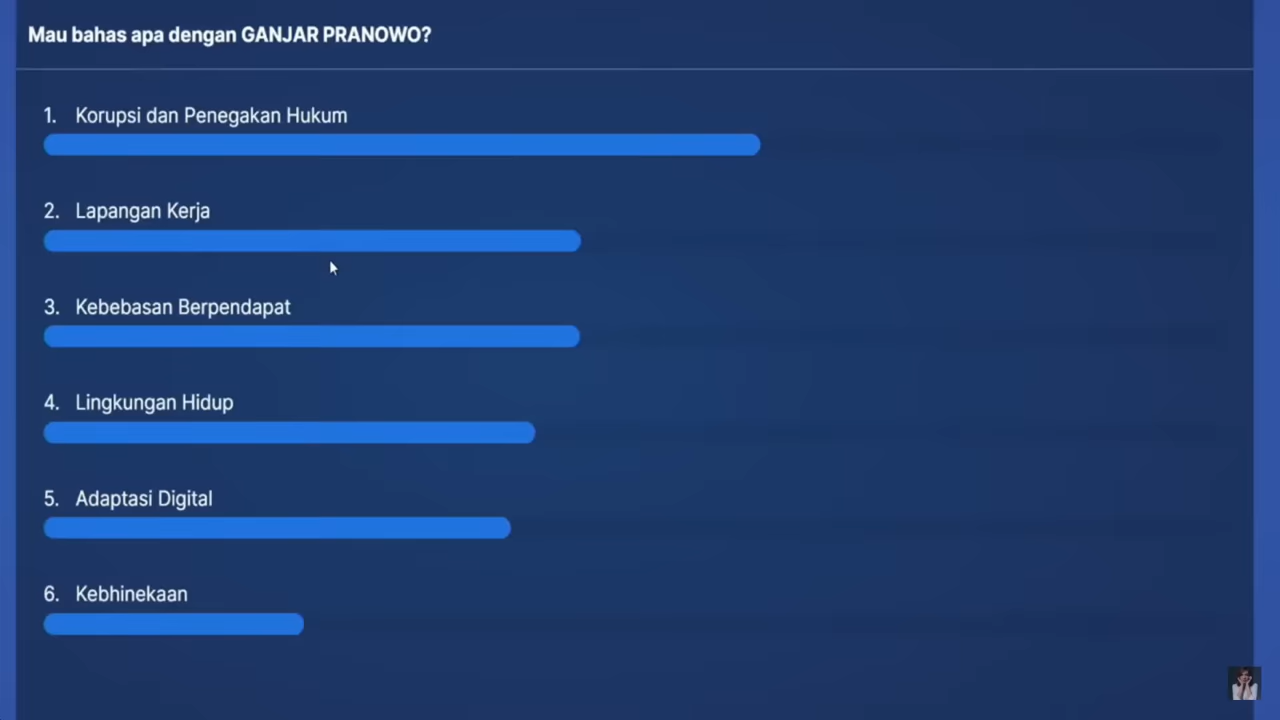 Mau bahas apa dengan GANJAR PRANOWO?
1. Korupsi dan Penegakan Hukum
2. Lapangan Kerja
3. Kebebasan Berpendapat
4. Lingkungan Hidup
5. Adaptasi Digital
6. Kebhinekaan